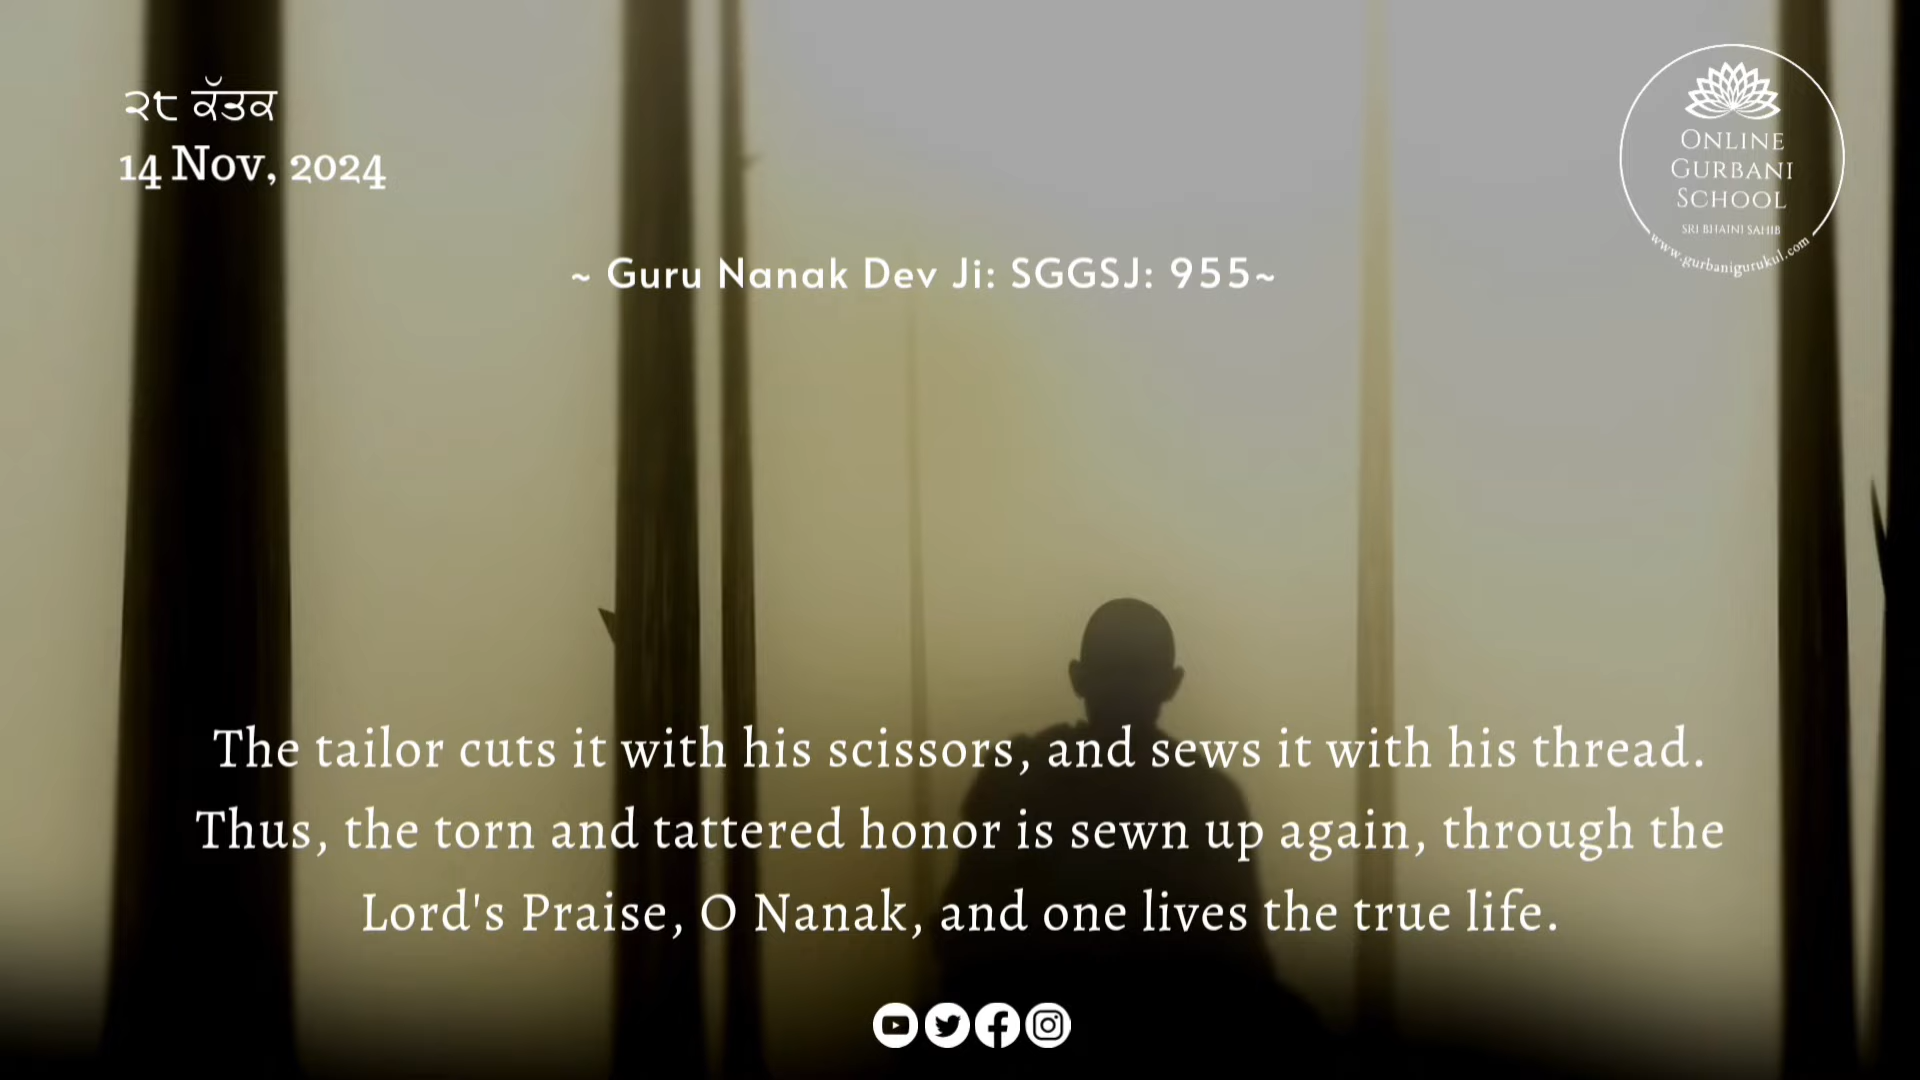 ੨੮ ਕੱਤਕ
14 Nov, 2024
ONLINE
GURBANI
SCHOOL
SRI BHAINI SAHIB
www.gurbanigurukul.com
~ Guru Nanak Dev Ji: SGGSJ: 955~
The tailor cuts it with his scissors, and sews it with his thread.
Thus, the torn and tattered honor is sewn up again, through the
Lord's Praise, O Nanak, and one lives the true life.